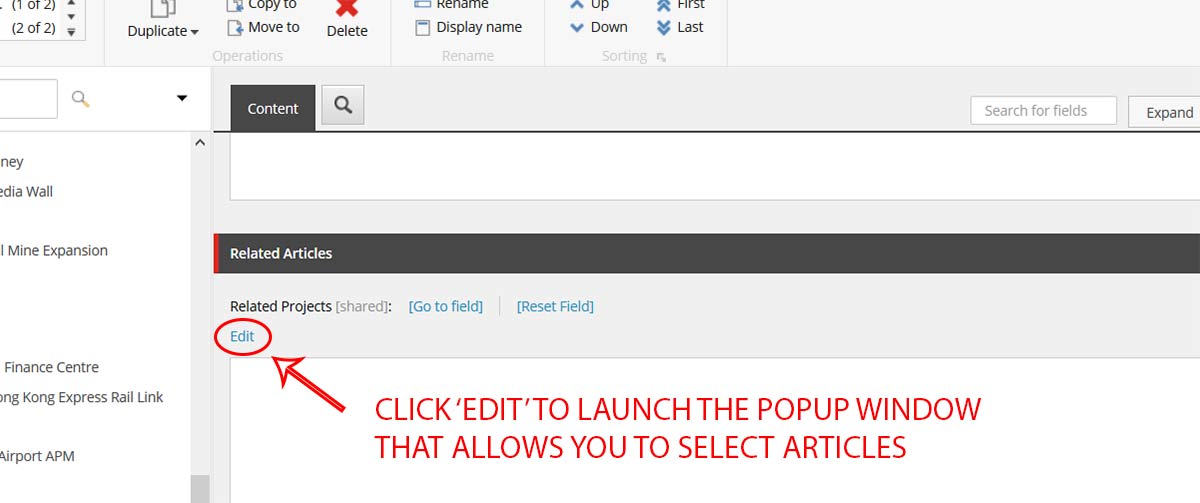 (1 of 2)
(2 of 2)
Duplicate
Copy to
Move to
Delete
Operations
Rename
Display name
Rename
Up
Down
First
Last
Sorting
Content
Search for fields
Expand
ney
edia Wall
l Mine Expansion
Finance Centre
ong Kong Express Rail Link
Airport APM
Related Articles
Related Projects [shared]: [Go to field] [Reset Field]
Edit
CLICK ‘EDIT’ TO LAUNCH THE POPUP WINDOW
THAT ALLOWS YOU TO SELECT ARTICLES